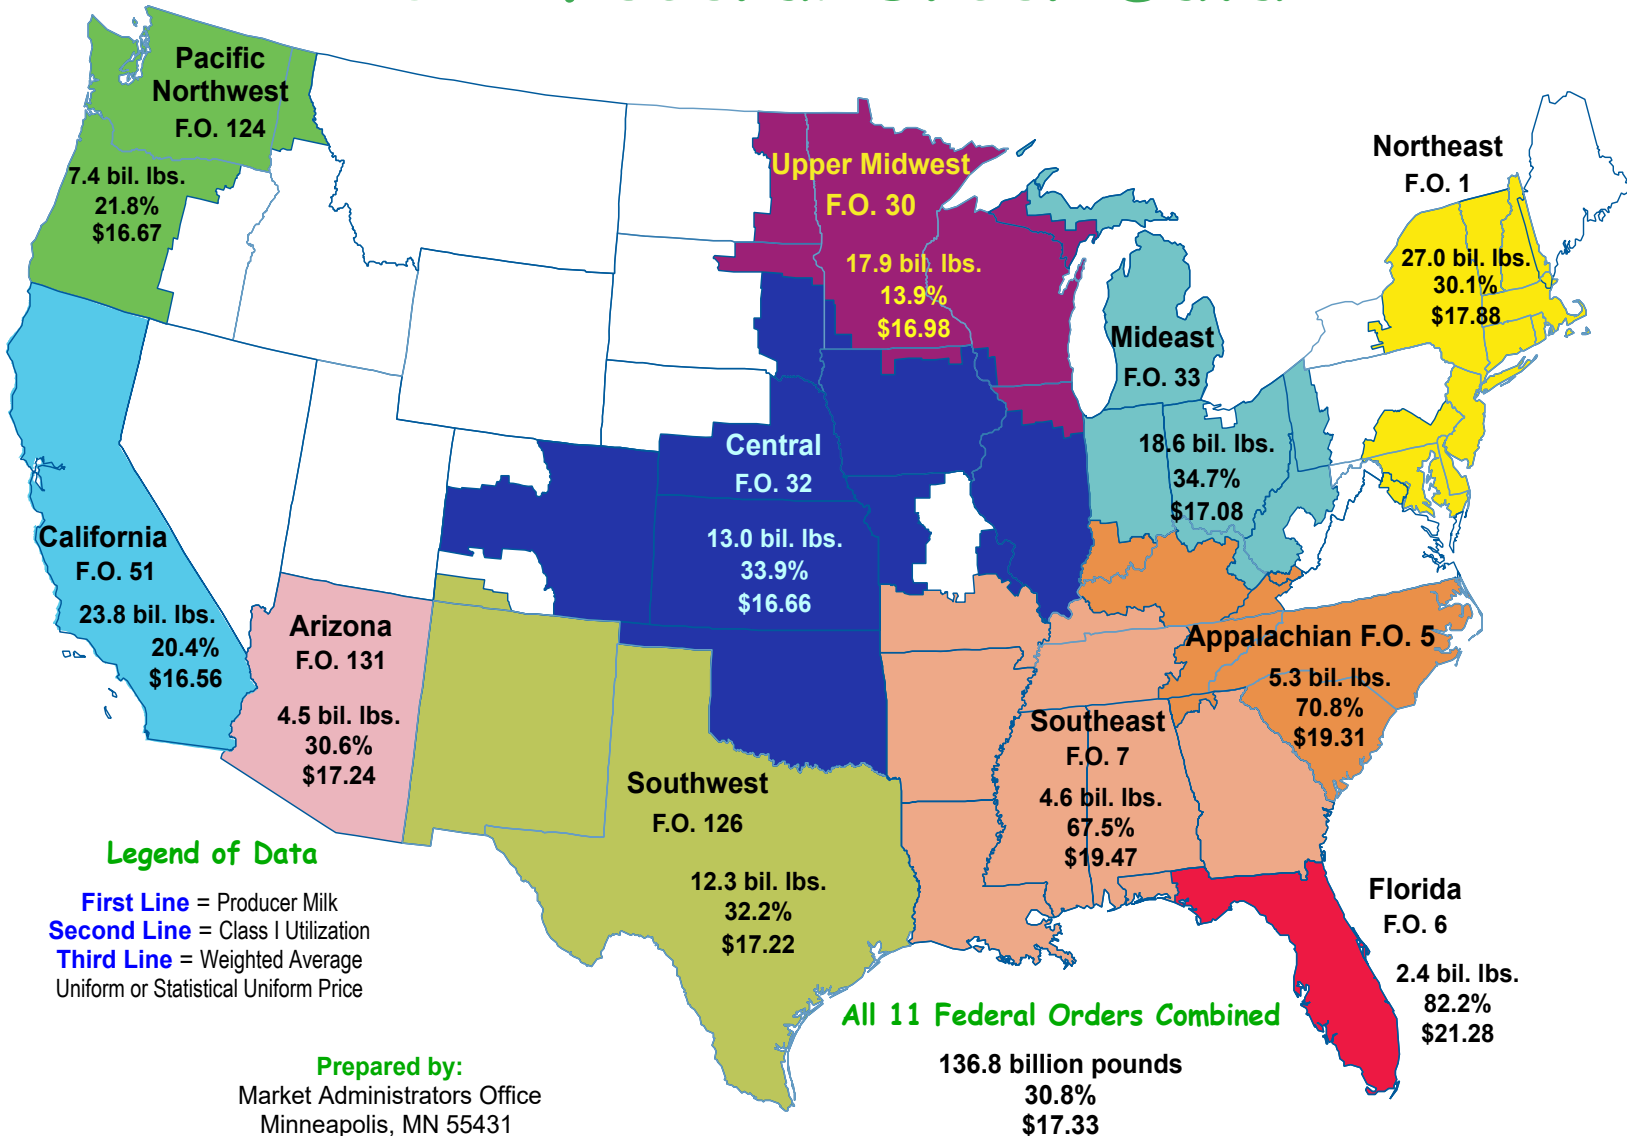 Pacific
Northwest
F.O. 124
7.4 bil. lbs.
21.8%
$16.67
Upper Midwest
F.O. 30
17.9 bil. lbs.
13.9%
$16.98
Northeast
F.O. 1
27.0 bil. lbs.
30.1%
$17.88
Mideast
F.O. 33
18.6 bil. lbs.
34.7%
$17.08
Central
F.O. 32
13.0 bil. lbs.
33.9%
$16.66
California
F.O. 51
23.8 bil. lbs.
20.4%
$16.56
Arizona
F.O. 131
4.5 bil. lbs.
30.6%
$17.24
Appalachian F.O. 5
5.3 bil. lbs.
70.8%
$19.31
Southeast
F.O. 7
4.6 bil. lbs.
67.5%
$19.47
Southwest
F.O. 126
12.3 bil. lbs.
32.2%
$17.22
Florida
F.O. 6
2.4 bil. lbs.
82.2%
$21.28
Legend of Data
First Line = Producer Milk
Second Line = Class I Utilization
Third Line = Weighted Average
Uniform or Statistical Uniform Price
All 11 Federal Orders Combined
136.8 billion pounds
30.8%
$17.33
Prepared by:
Market Administrators Office
Minneapolis, MN 55431